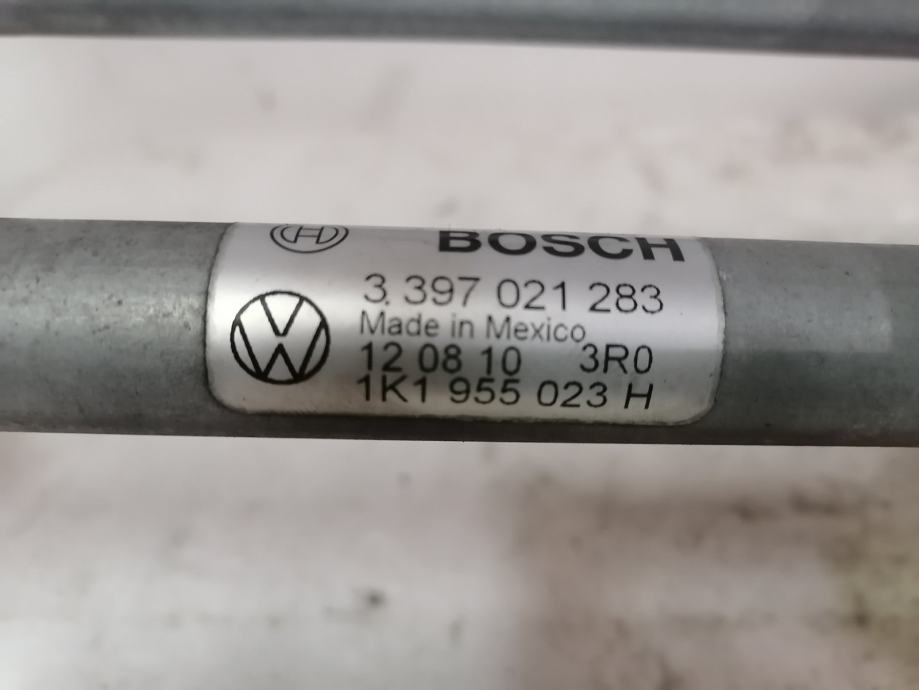 BOSCH
3 397 021 283
Made in Mexico
12 08 10 3R0
1K1 955 023 H